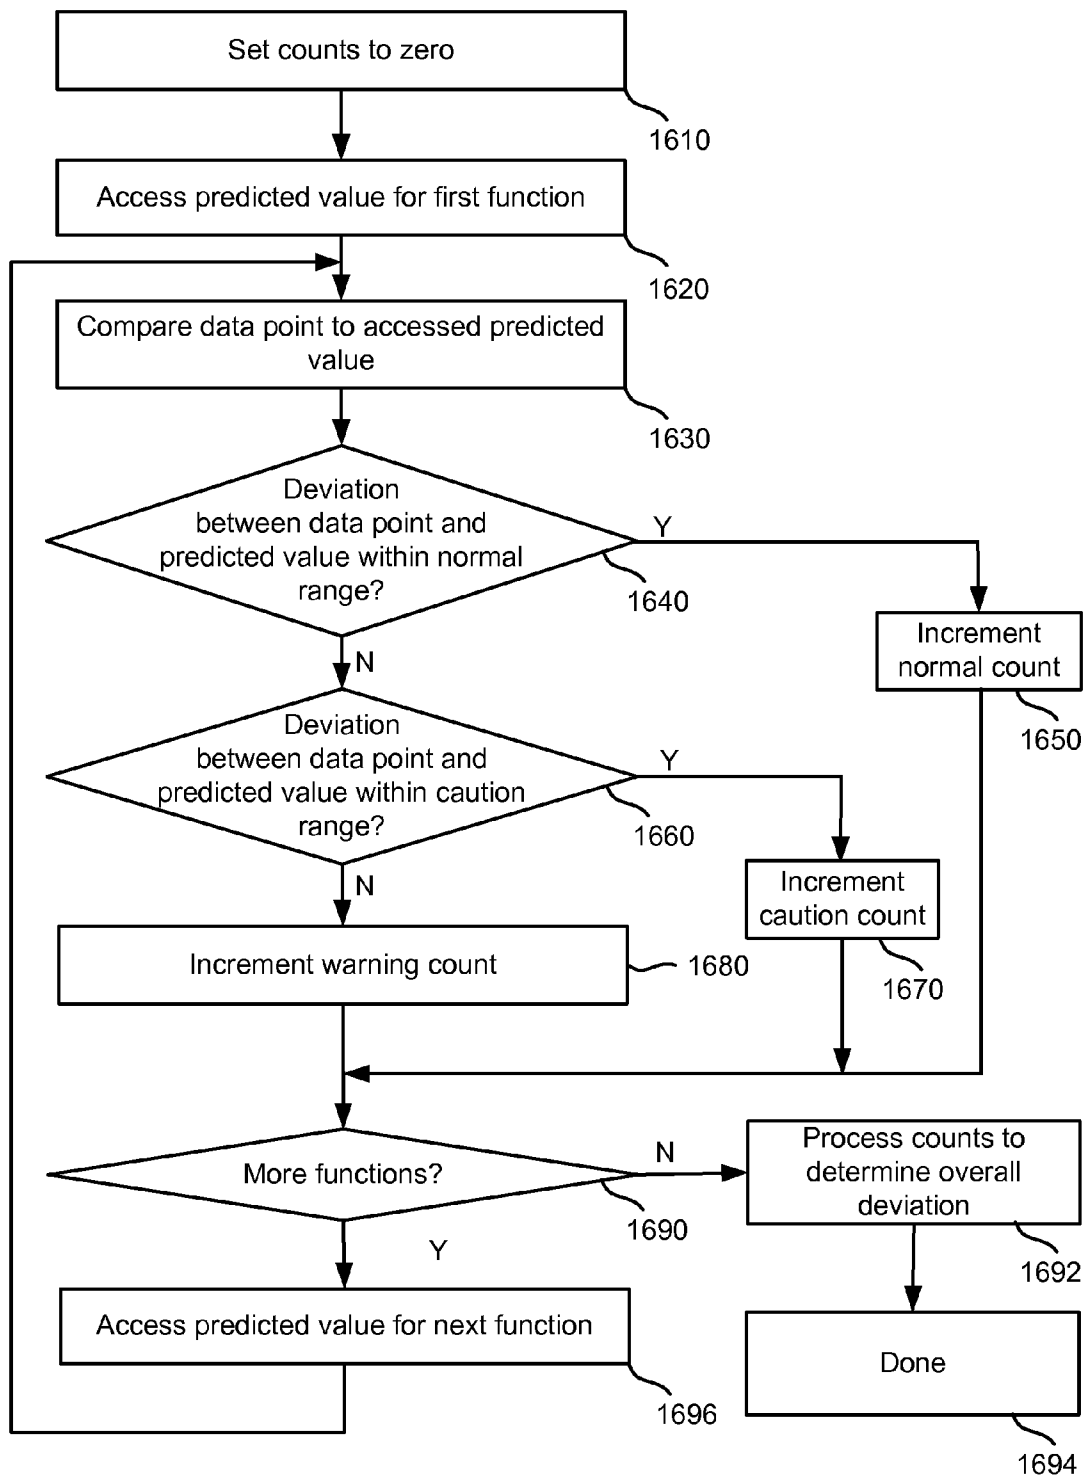 Set counts to zero
1610
Access predicted value for first function
1620
Compare data point to accessed predicted
value
1630
Deviation
between data point and
predicted value within normal
range?
Y
1640
Increment
normal count
1650
N
Deviation
between data point and
predicted value within caution
range?
Y
1660
Increment
caution count
1670
N
Increment warning count
1680
More functions?
N
1690
Process counts to
determine overall
deviation
1692
Y
Access predicted value for next function
1696
Done
1694